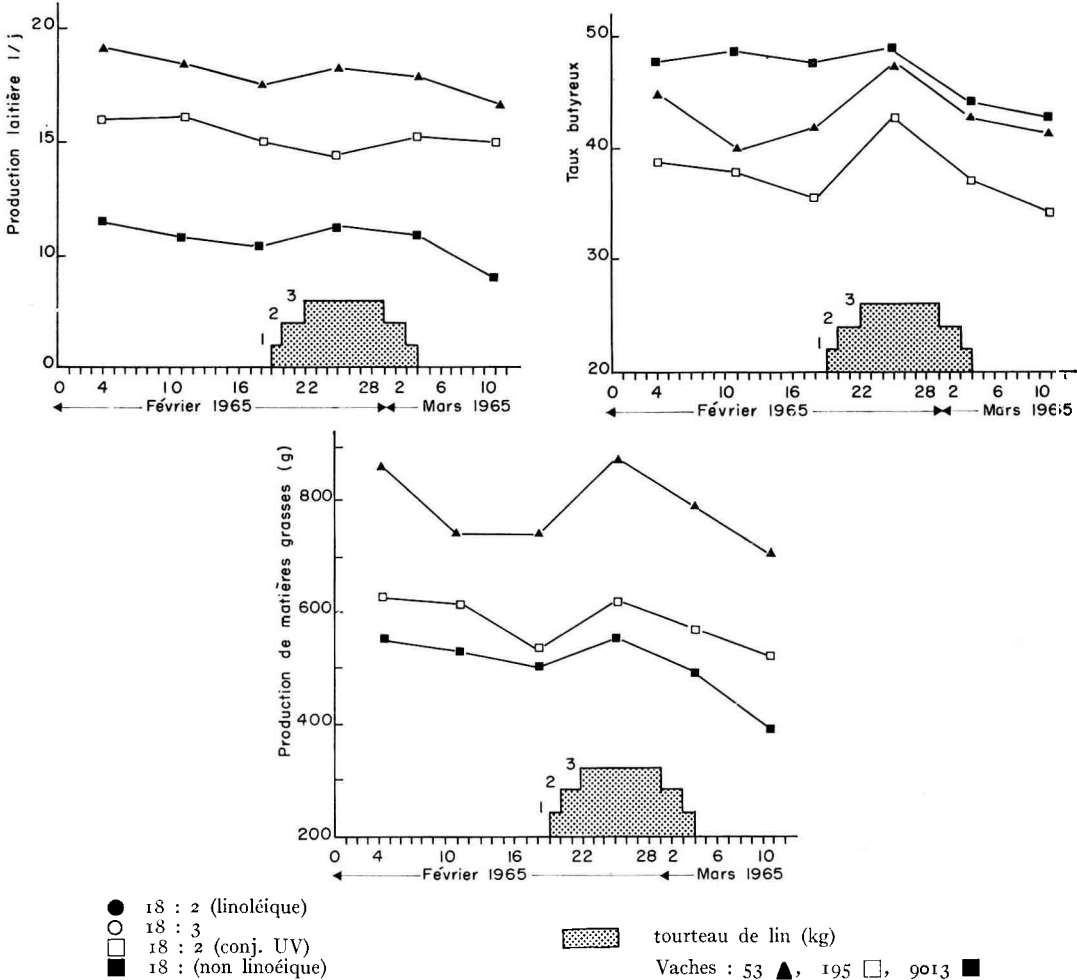 Production laitière l/j
20
15
10
0
3
2
1
0 4 10 16 22 28 2 6 10
Février 1965 Mars 1965
Taux butyreux
50
40
30
20
3
2
1
0 4 10 16 22 28 2 6 10
Février 1965 Mars 1965
Production de matières grasses (g)
800
600
400
200
3
2
1
0 4 10 16 22 28 2 6 10
Février 1965 Mars 1965
● 18 : 2 (linoléique)
○ 18 : 3
□ 18 : 2 (conj. UV)
■ 18 : (non linoéique)
tourteau de lin (kg)
Vaches : 53 ▲, 195 □, 9013 ■